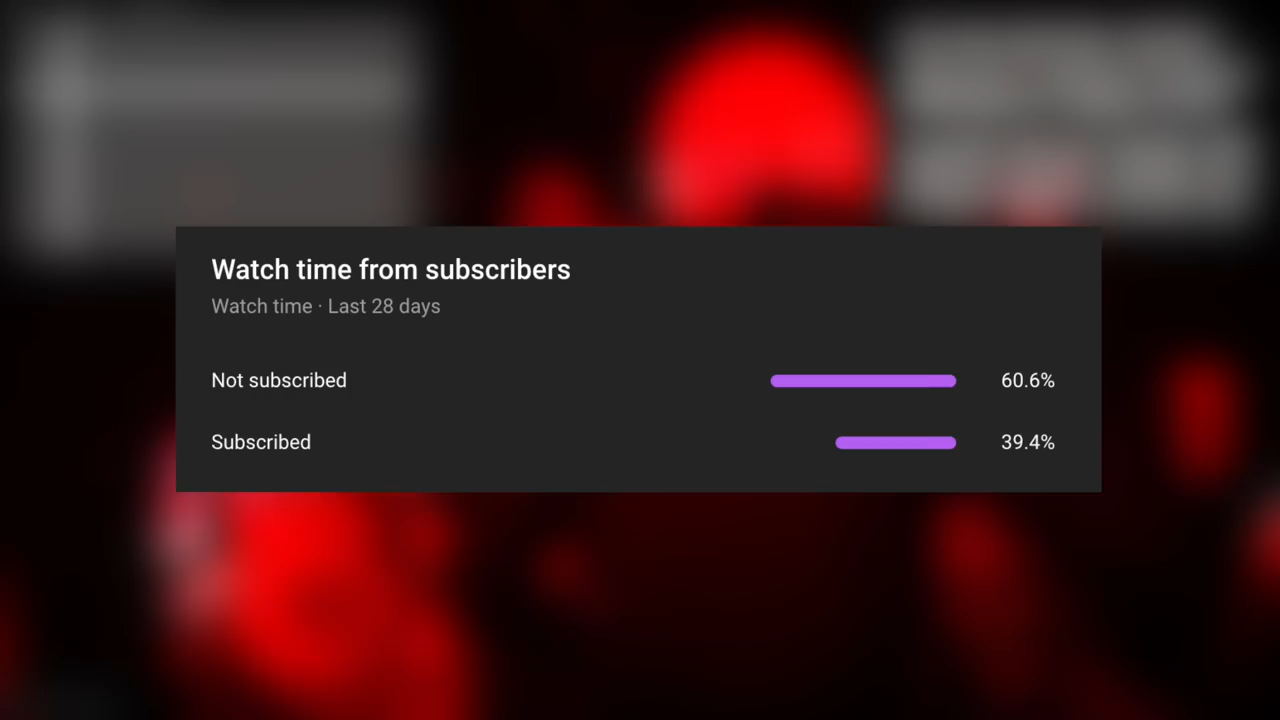 Watch time from subscribers
Watch time · Last 28 days
Not subscribed 60.6%
Subscribed 39.4%